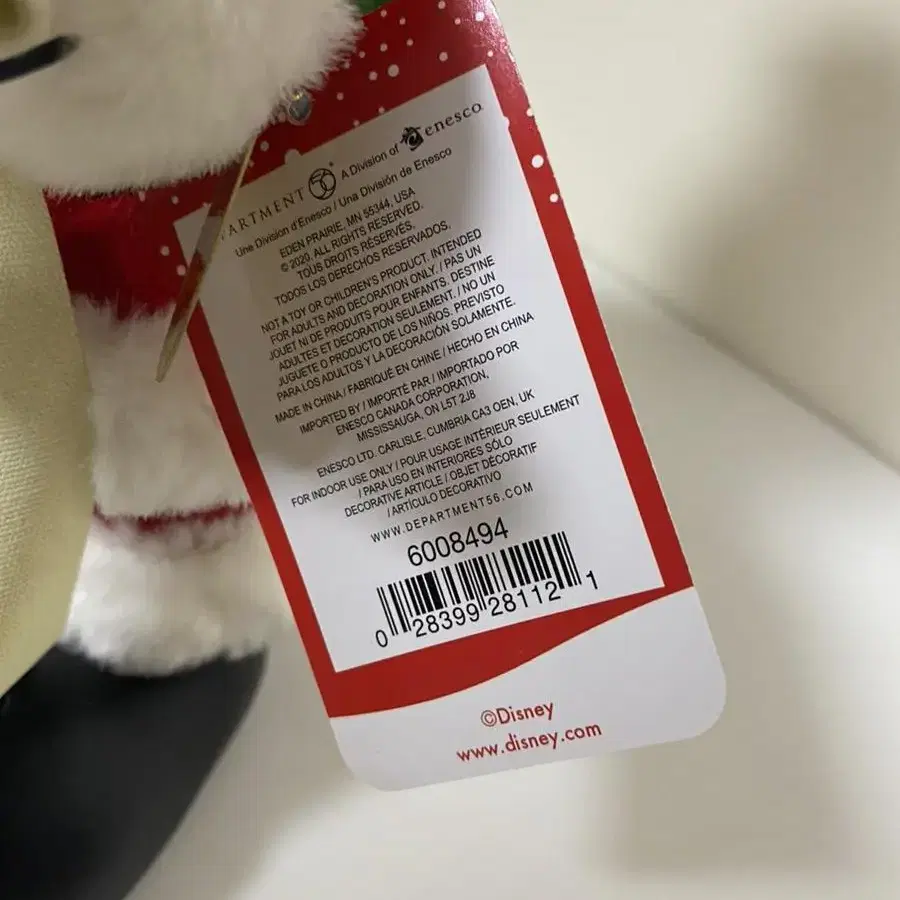 DEPARTMENT 56 A Division of enesco.
Une Division d'Enesco / Una División de Enesco
EDEN PRAIRIE, MN 55344, USA
© 2020. ALL RIGHTS RESERVED.
TOUS DROITS RÉSERVÉS.
TODOS LOS DERECHOS RESERVADOS.
NOT A TOY OR CHILDREN'S PRODUCT. INTENDED
FOR ADULTS AND DECORATION ONLY. / PAS UN
JOUET NI DE PRODUITS POUR ENFANTS. DESTINE
ADULTES ET DECORATION SEULEMENT. / NO UN
JUGUETE O PRODUCTO DE LOS NIÑOS. PREVISTO
PARA LOS ADULTOS Y LA DECORACIÓN SOLAMENTE.
MADE IN CHINA / FABRIQUÉ EN CHINE / HECHO EN CHINA
IMPORTED BY / IMPORTÉ PAR / IMPORTADO POR
ENESCO CANADA CORPORATION,
MISSISSAUGA, ON L5T 2J8
ENESCO LTD. CARLISLE, CUMBRIA CA3 OEN, UK
FOR INDOOR USE ONLY / POUR USAGE INTÉRIEUR SEULEMENT
/ PARA USO EN INTERIORES SÓLO
DECORATIVE ARTICLE / OBJET DÉCORATIF
/ ARTÍCULO DECORATIVO
WWW.DEPARTMENT56.COM
6008494
0 28399 28112 1
©Disney
www.disney.com